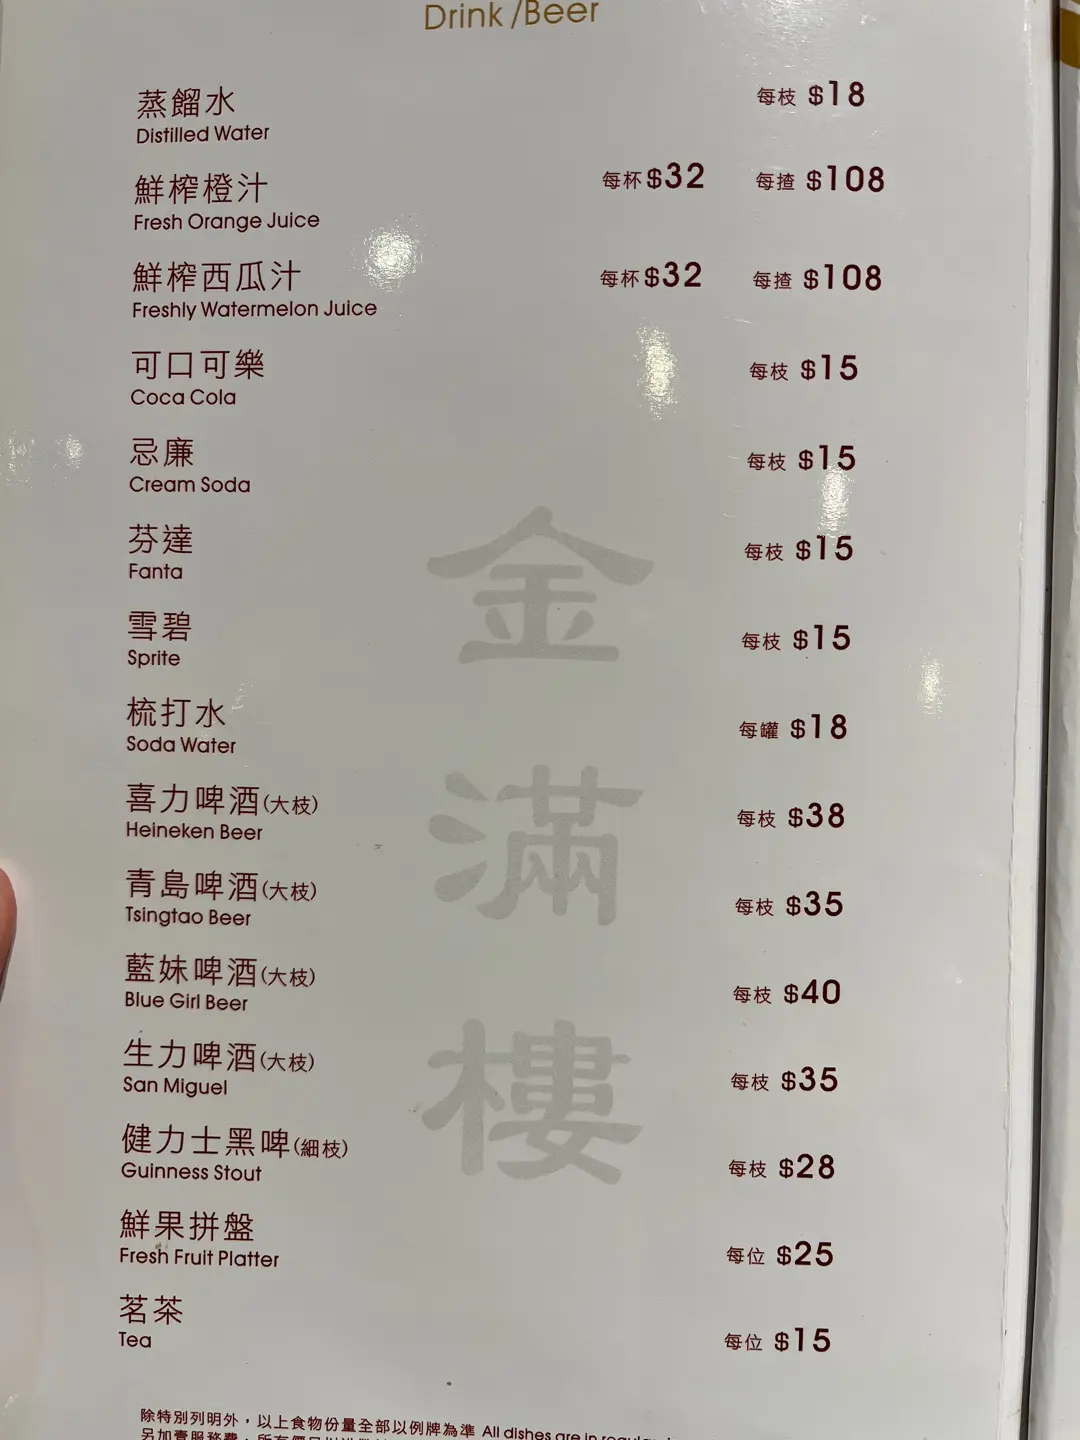 Drink /Beer
蒸餾水 每枝 $18
Distilled Water
鮮榨橙汁 每杯 $32 每揸 $108
Fresh Orange Juice
鮮榨西瓜汁 每杯 $32 每揸 $108
Freshly Watermelon Juice
可口可樂 每枝 $15
Coca Cola
忌廉 每枝 $15
Cream Soda
芬達 每枝 $15
Fanta
雪碧 每枝 $15
Sprite
梳打水 每罐 $18
Soda Water
喜力啤酒(大枝) 每枝 $38
Heineken Beer
青島啤酒(大枝) 每枝 $35
Tsingtao Beer
藍妹啤酒(大枝) 每枝 $40
Blue Girl Beer
生力啤酒(大枝) 每枝 $35
San Miguel
健力士黑啤(細枝) 每枝 $28
Guinness Stout
鮮果拼盤 每位 $25
Fresh Fruit Platter
茗茶 每位 $15
Tea
金滿樓
除特別列明外，以上食物份量全部以例牌為準 All dishes are in